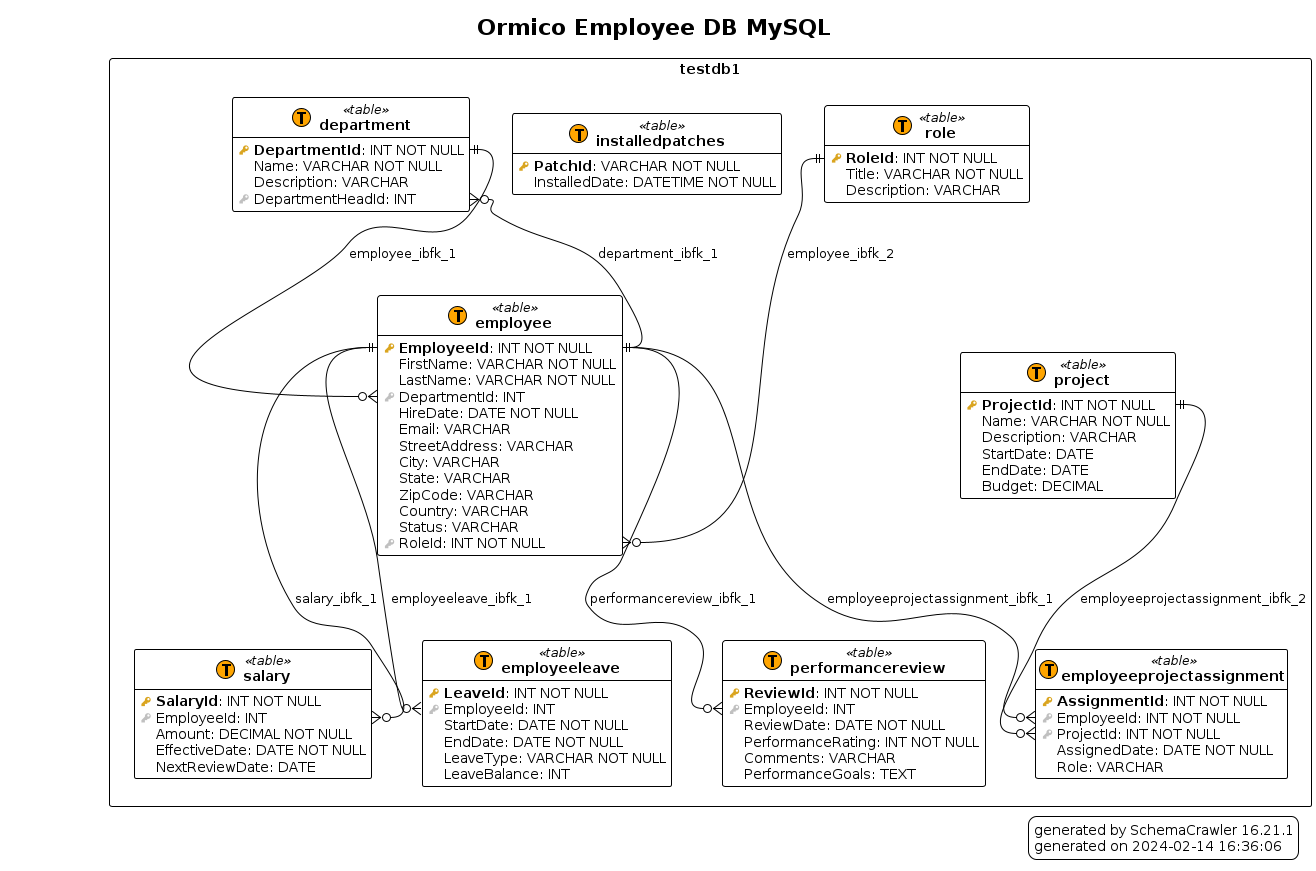 Ormico Employee DB MySQL
testdb1
«table»
T department
DepartmentId: INT NOT NULL
Name: VARCHAR NOT NULL
Description: VARCHAR
DepartmentHeadId: INT
«table»
T installedpatches
PatchId: VARCHAR NOT NULL
InstalledDate: DATETIME NOT NULL
«table»
T role
RoleId: INT NOT NULL
Title: VARCHAR NOT NULL
Description: VARCHAR
employee_ibfk_1
department_ibfk_1
employee_ibfk_2
«table»
T employee
EmployeeId: INT NOT NULL
FirstName: VARCHAR NOT NULL
LastName: VARCHAR NOT NULL
DepartmentId: INT
HireDate: DATE NOT NULL
Email: VARCHAR
StreetAddress: VARCHAR
City: VARCHAR
State: VARCHAR
ZipCode: VARCHAR
Country: VARCHAR
Status: VARCHAR
RoleId: INT NOT NULL
«table»
T project
ProjectId: INT NOT NULL
Name: VARCHAR NOT NULL
Description: VARCHAR
StartDate: DATE
EndDate: DATE
Budget: DECIMAL
salary_ibfk_1
employeeleave_ibfk_1
performancereview_ibfk_1
employeeprojectassignment_ibfk_1
employeeprojectassignment_ibfk_2
«table»
T salary
SalaryId: INT NOT NULL
EmployeeId: INT
Amount: DECIMAL NOT NULL
EffectiveDate: DATE NOT NULL
NextReviewDate: DATE
«table»
T employeeleave
LeaveId: INT NOT NULL
EmployeeId: INT
StartDate: DATE NOT NULL
EndDate: DATE NOT NULL
LeaveType: VARCHAR NOT NULL
LeaveBalance: INT
«table»
T performancereview
ReviewId: INT NOT NULL
EmployeeId: INT
ReviewDate: DATE NOT NULL
PerformanceRating: INT NOT NULL
Comments: VARCHAR
PerformanceGoals: TEXT
«table»
T employeeprojectassignment
AssignmentId: INT NOT NULL
EmployeeId: INT NOT NULL
ProjectId: INT NOT NULL
AssignedDate: DATE NOT NULL
Role: VARCHAR
generated by SchemaCrawler 16.21.1
generated on 2024-02-14 16:36:06